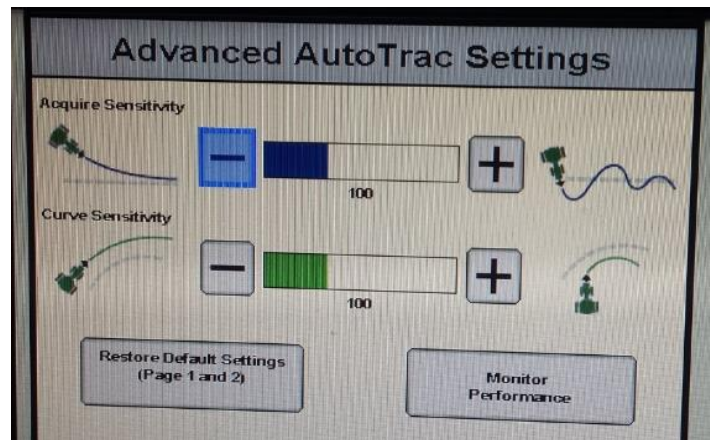 Advanced AutoTrac Settings
Acquire Sensitivity
100
Curve Sensitivity
100
Restore Default Settings
(Page 1 and 2)
Monitor
Performance